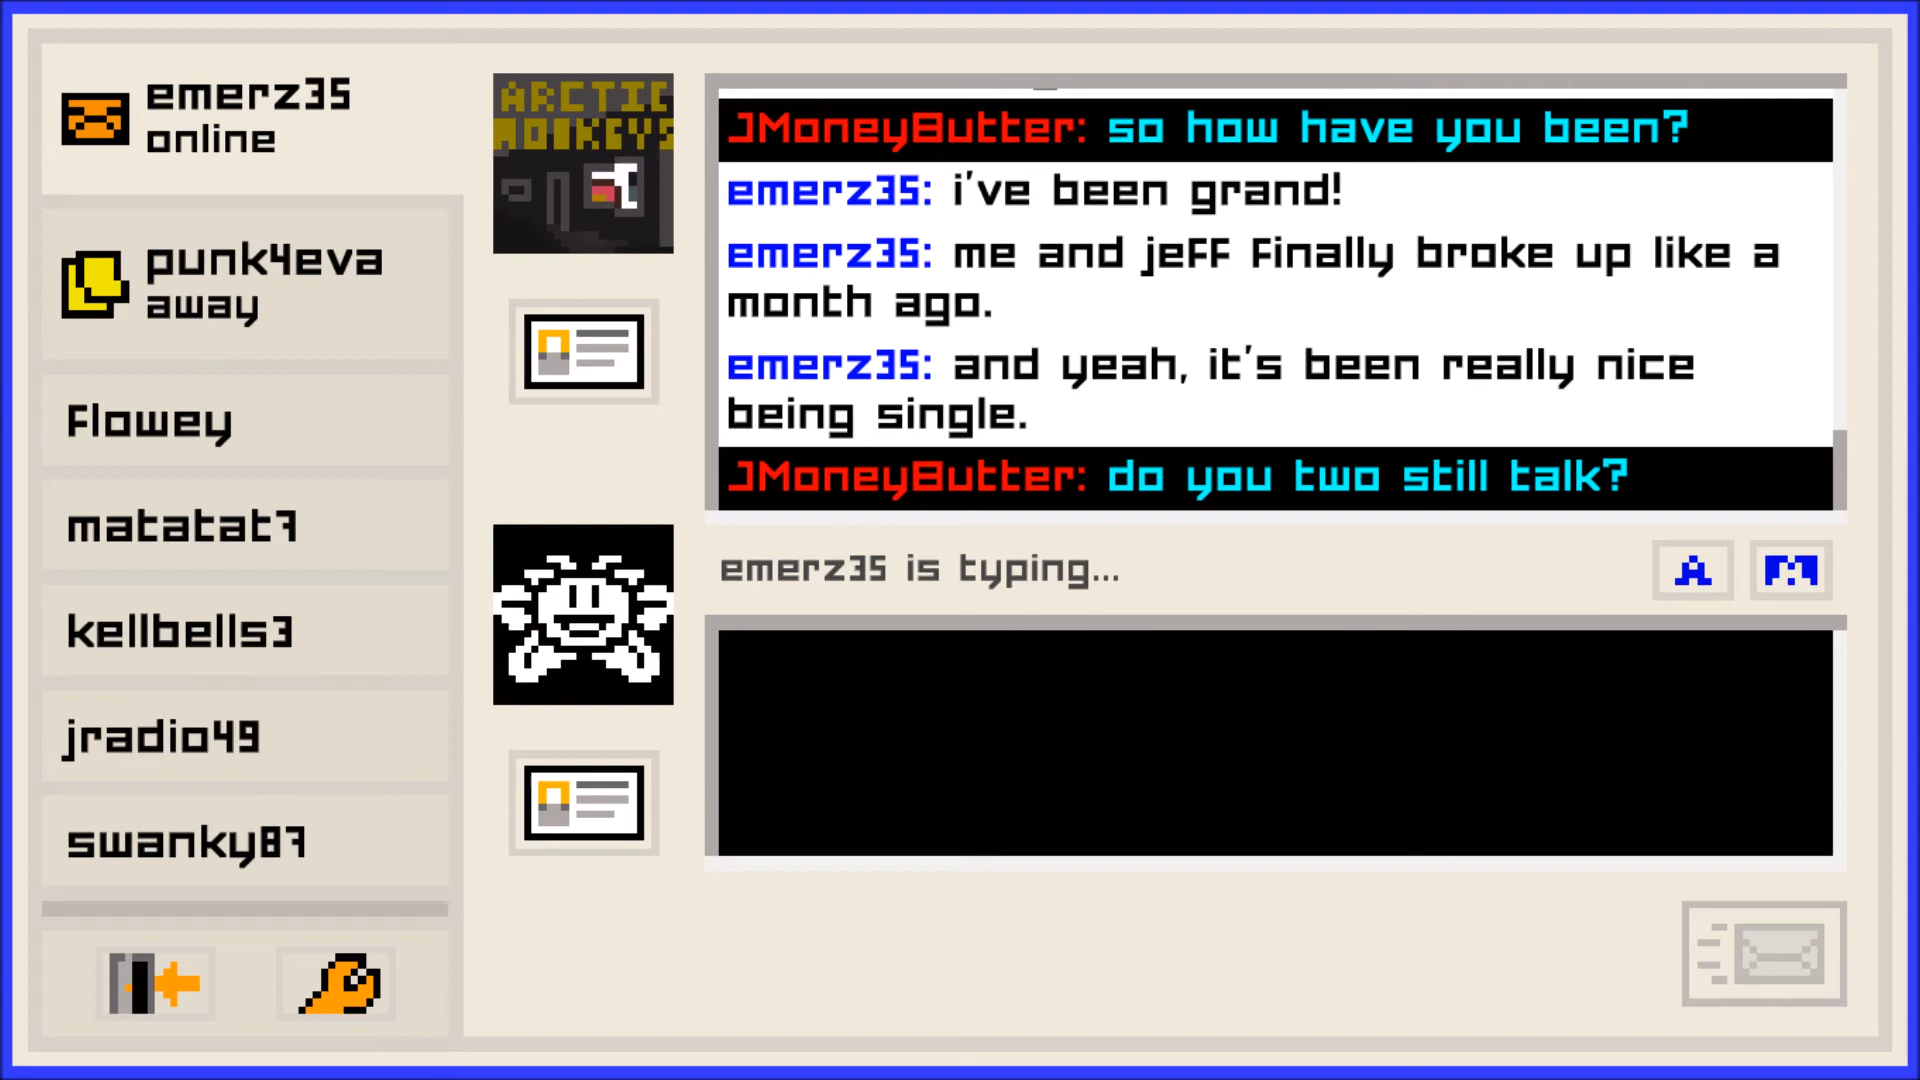 emerz35
online
punk4eva
away
Flowey
matatat7
kellbells3
jradio49
swanky87
ARCTIC
MONKEYS
JMoneyButter: so how have you been?
emerz35: i've been grand!
emerz35: me and jeff finally broke up like a
month ago.
emerz35: and yeah, it's been really nice
being single.
JMoneyButter: do you two still talk?
emerz35 is typing...
A